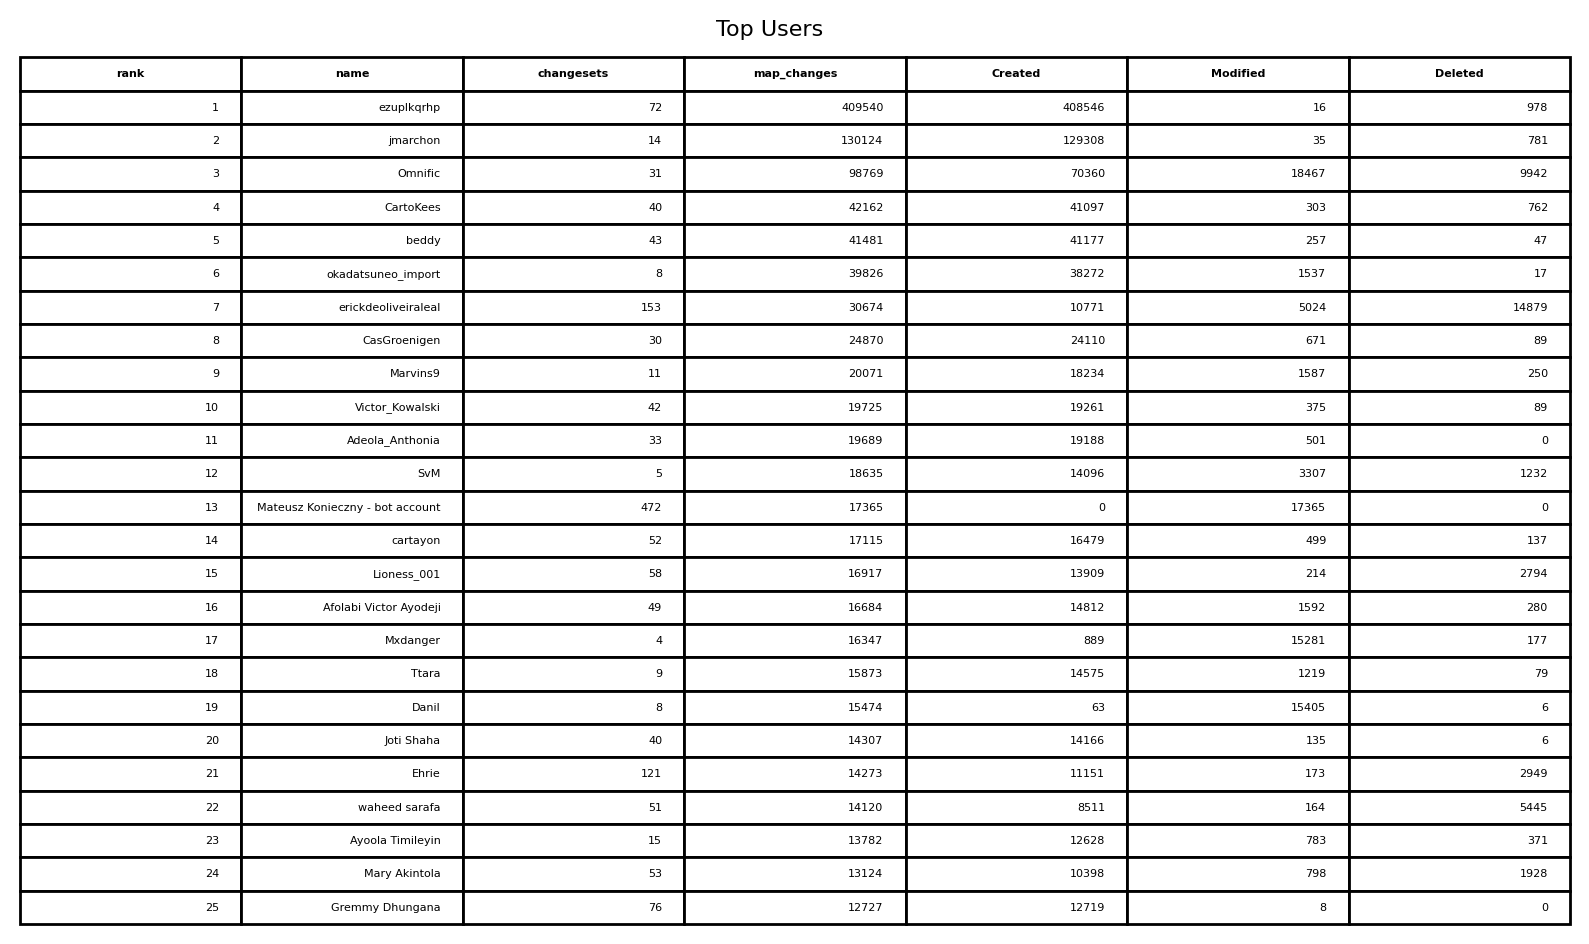 Top Users
rank name changesets map_changes Created Modified Deleted
1 ezuplkqrhp 72 409540 408546 16 978
2 jmarchon 14 130124 129308 35 781
3 Omnific 31 98769 70360 18467 9942
4 CartoKees 40 42162 41097 303 762
5 beddy 43 41481 41177 257 47
6 okadatsuneo_import 8 39826 38272 1537 17
7 erickdeoliveiraleal 153 30674 10771 5024 14879
8 CasGroenigen 30 24870 24110 671 89
9 Marvins9 11 20071 18234 1587 250
10 Victor_Kowalski 42 19725 19261 375 89
11 Adeola_Anthonia 33 19689 19188 501 0
12 SvM 5 18635 14096 3307 1232
13 Mateusz Konieczny - bot account 472 17365 0 17365 0
14 cartayon 52 17115 16479 499 137
15 Lioness_001 58 16917 13909 214 2794
16 Afolabi Victor Ayodeji 49 16684 14812 1592 280
17 Mxdanger 4 16347 889 15281 177
18 Ttara 9 15873 14575 1219 79
19 Danil 8 15474 63 15405 6
20 Joti Shaha 40 14307 14166 135 6
21 Ehrie 121 14273 11151 173 2949
22 waheed sarafa 51 14120 8511 164 5445
23 Ayoola Timileyin 15 13782 12628 783 371
24 Mary Akintola 53 13124 10398 798 1928
25 Gremmy Dhungana 76 12727 12719 8 0